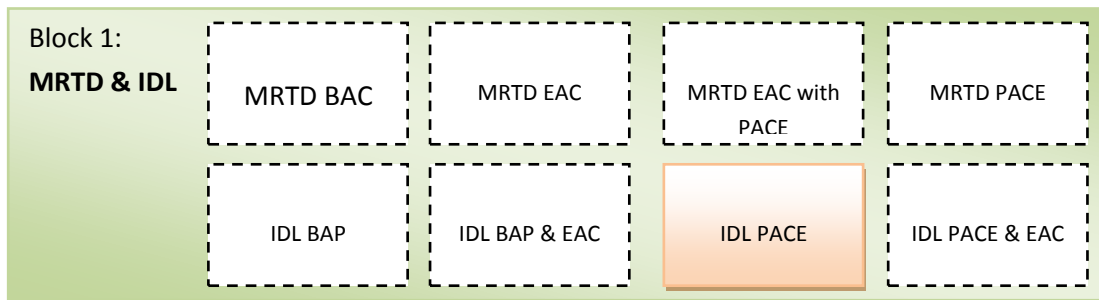 Block 1:
MRTD & IDL
MRTD BAC
MRTD EAC
MRTD EAC with
PACE
MRTD PACE
IDL BAP
IDL BAP & EAC
IDL PACE
IDL PACE & EAC